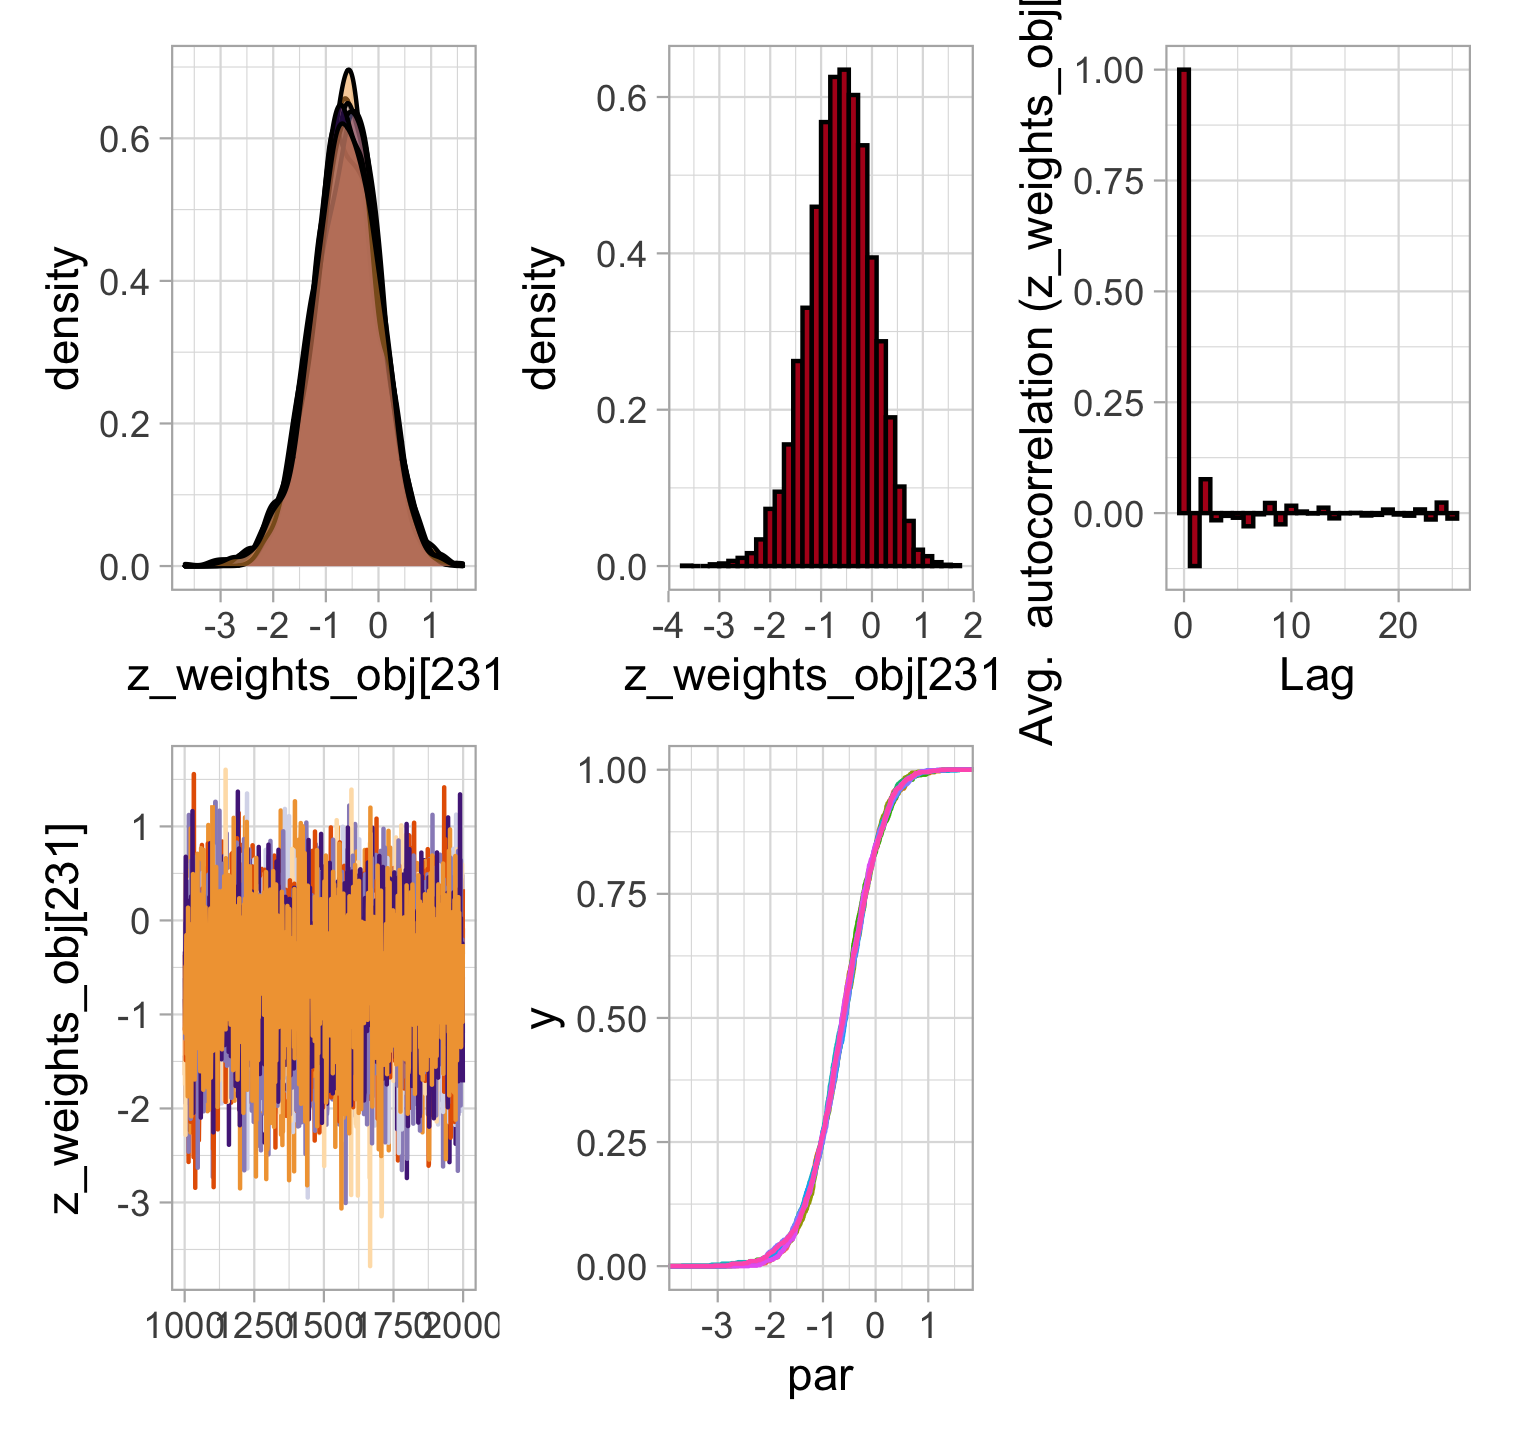 density
0.6
0.4
0.2
0.0
-3 -2 -1 0 1
z_weights_obj[231
density
0.6
0.4
0.2
0.0
-4 -3 -2 -1 0 1 2
z_weights_obj[231
Avg. autocorrelation (z_weights_obj[
1.00
0.75
0.50
0.25
0.00
0 10 20
Lag
z_weights_obj[231]
1
0
-1
-2
-3
1000 1250 1500 1750 2000
y
1.00
0.75
0.50
0.25
0.00
-3 -2 -1 0 1
par